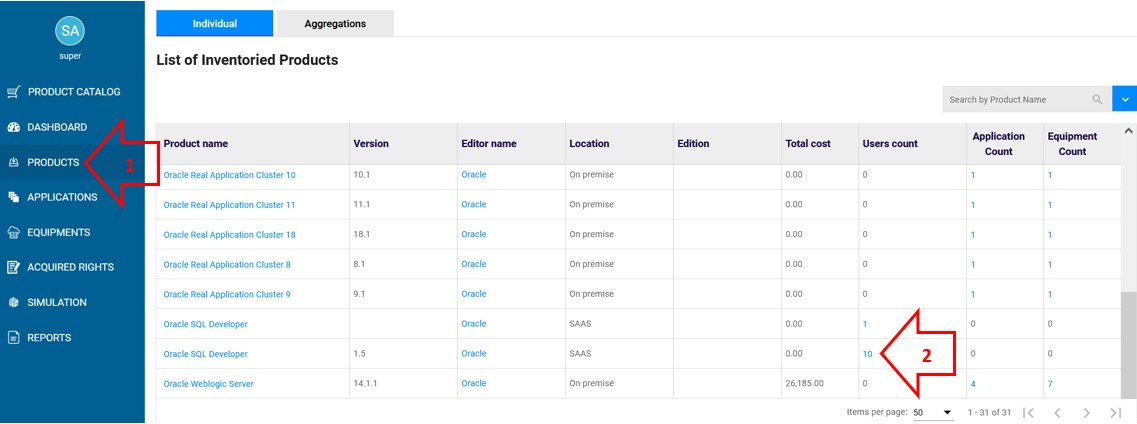 SA
super
PRODUCT CATALOG
DASHBOARD
PRODUCTS
APPLICATIONS
EQUIPMENTS
ACQUIRED RIGHTS
SIMULATION
REPORTS
1
Individual Aggregations
List of Inventoried Products
Search by Product Name
Product name Version Editor name Location Edition Total cost Users count Application Count Equipment Count
Oracle Real Application Cluster 10 10.1 Oracle On premise 0.00 0 1 1
Oracle Real Application Cluster 11 11.1 Oracle On premise 0.00 0 1 1
Oracle Real Application Cluster 18 18.1 Oracle On premise 0.00 0 1 1
Oracle Real Application Cluster 8 8.1 Oracle On premise 0.00 0 1 1
Oracle Real Application Cluster 9 9.1 Oracle On premise 0.00 0 1 1
Oracle SQL Developer Oracle SAAS 0.00 1 0 0
Oracle SQL Developer 1.5 Oracle SAAS 0.00 10 2 0 0
Oracle Weblogic Server 14.1.1 Oracle On premise 26,185.00 0 4 7
Items per page: 50 1 - 31 of 31